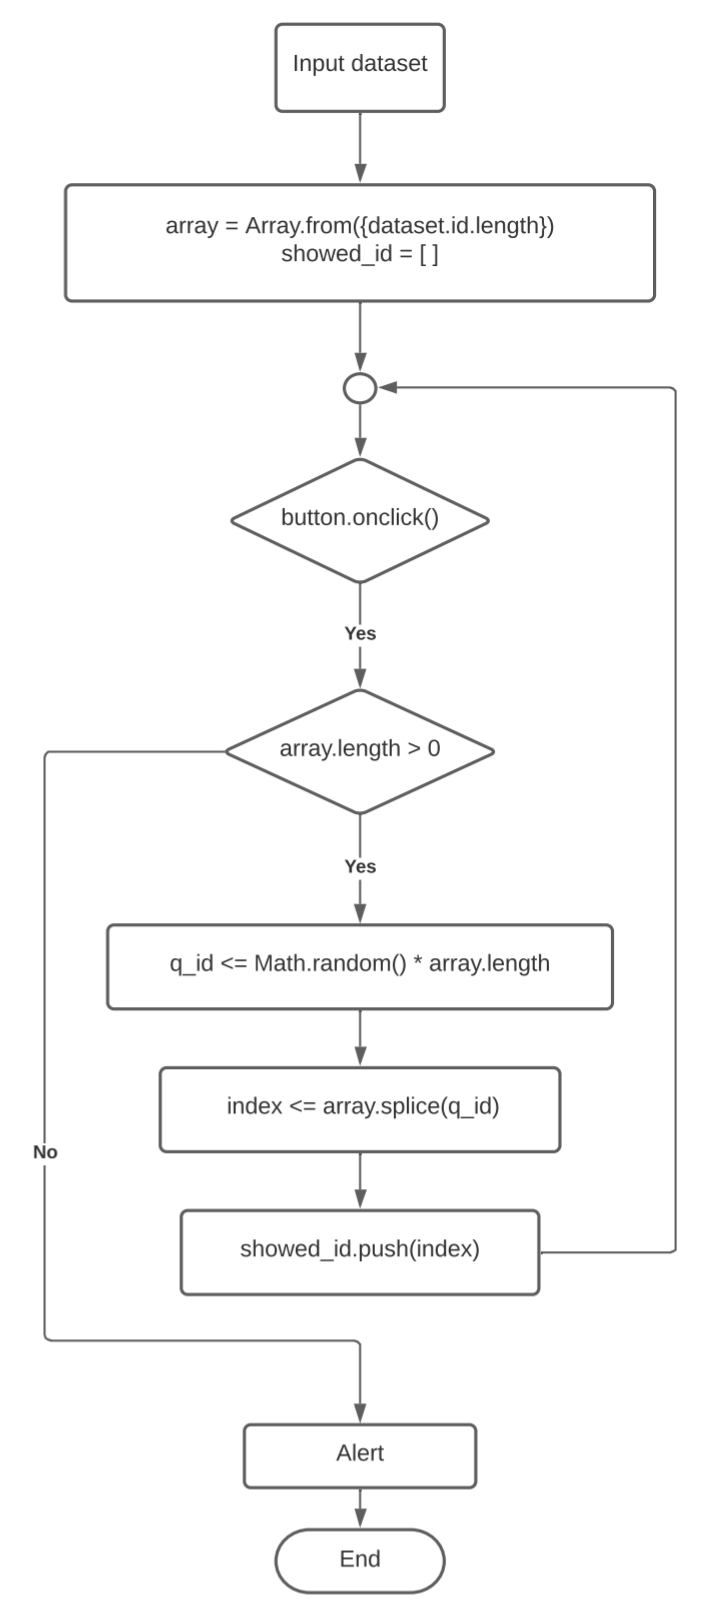 Input dataset
array = Array.from({dataset.id.length})
showed_id = [ ]
button.onclick()
Yes
array.length > 0
Yes
q_id <= Math.random() * array.length
index <= array.splice(q_id)
No
showed_id.push(index)
Alert
End